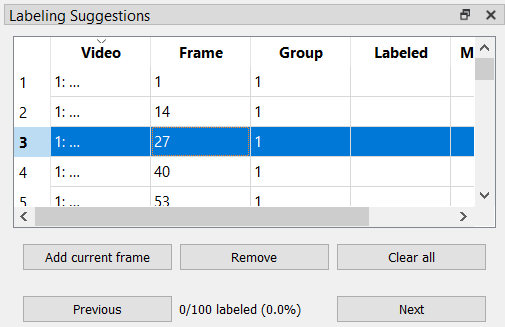 Labeling Suggestions
Video Frame Group Labeled M
1 1: ... 1 1
2 1: ... 14 1
3 1: ... 27 1
4 1: ... 40 1
5 1: ... 53 1
Add current frame Remove Clear all
Previous 0/100 labeled (0.0%) Next